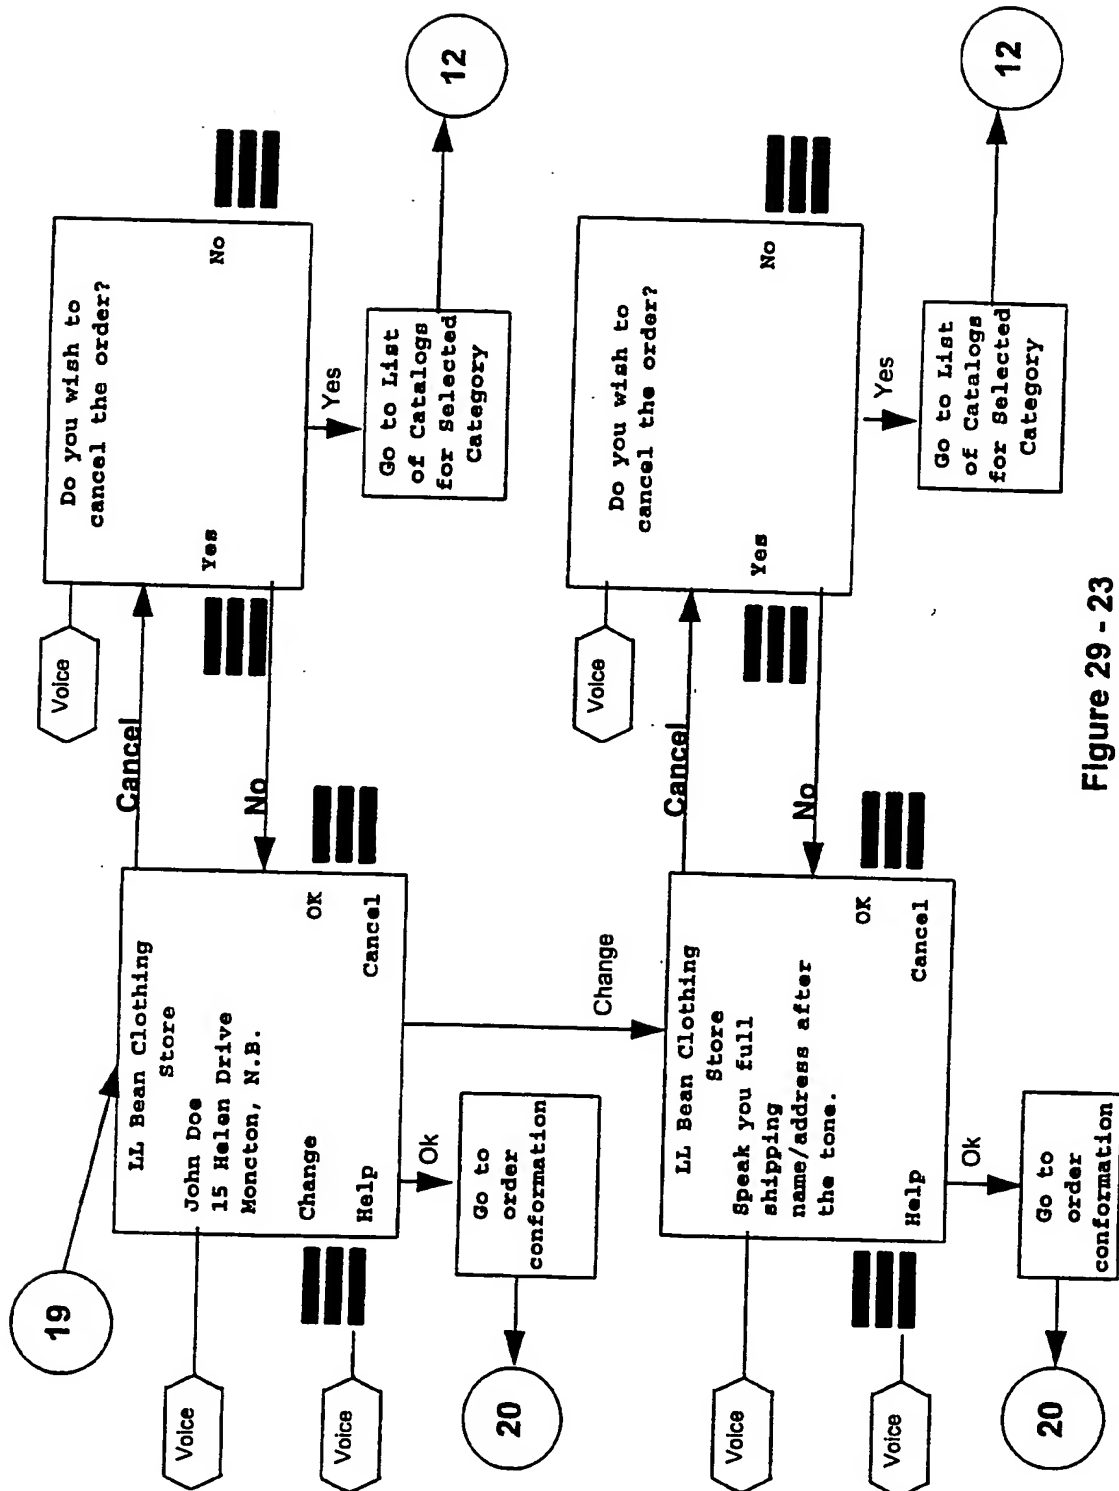 19
LL Bean Clothing
Store
John Doe
15 Helen Drive
Moncton, N.B.
Change
OK
Help
Cancel
Voice
Voice
Cancel
No
Voice
Do you wish to
cancel the order?
Yes
No
Yes
Go to List
of Catalogs
for Selected
Category
12
Ok
Go to
order
conformation
20
Change
LL Bean Clothing
Store
Speak you full
shipping
name/address after
the tone.
OK
Help
Cancel
Voice
Voice
Cancel
No
Voice
Do you wish to
cancel the order?
Yes
No
Yes
Go to List
of Catalogs
for Selected
Category
12
Ok
Go to
order
conformation
20
Figure 29 - 23